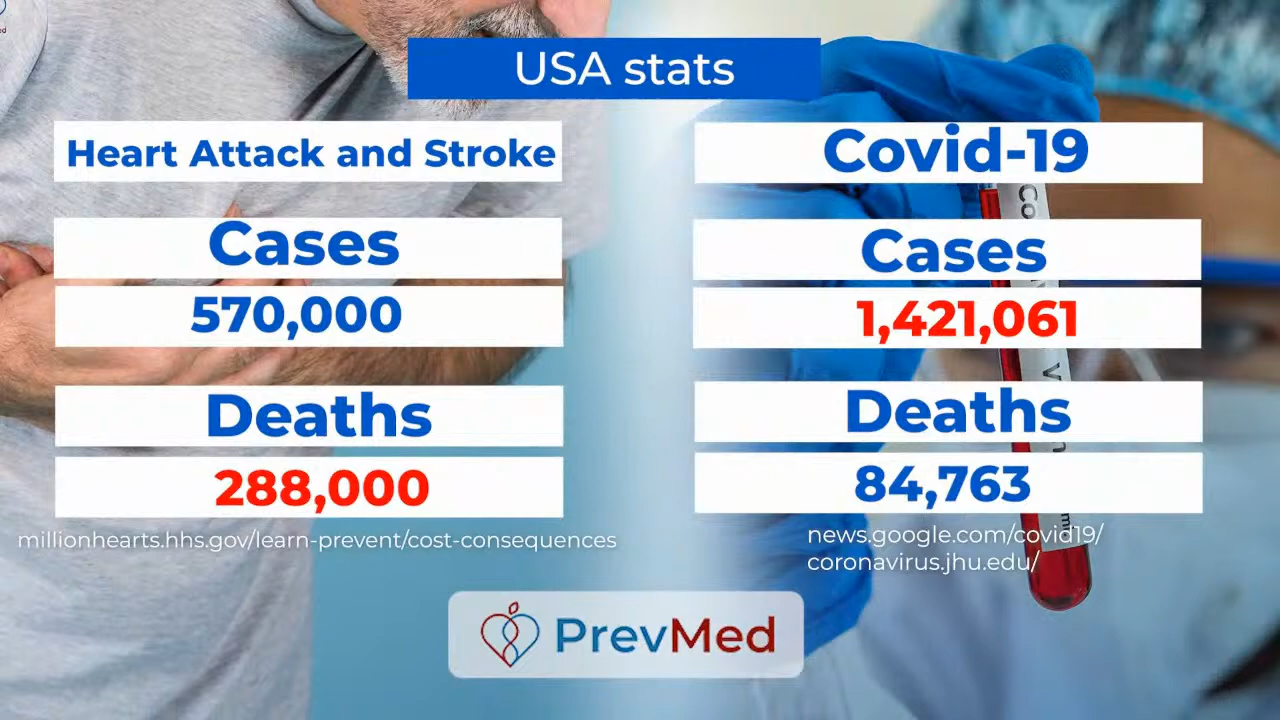 USA stats
Heart Attack and Stroke
Cases
570,000
Deaths
288,000
millionhearts.hhs.gov/learn-prevent/cost-consequences
Covid-19
Cases
1,421,061
Deaths
84,763
news.google.com/covid19/
coronavirus.jhu.edu/
PrevMed